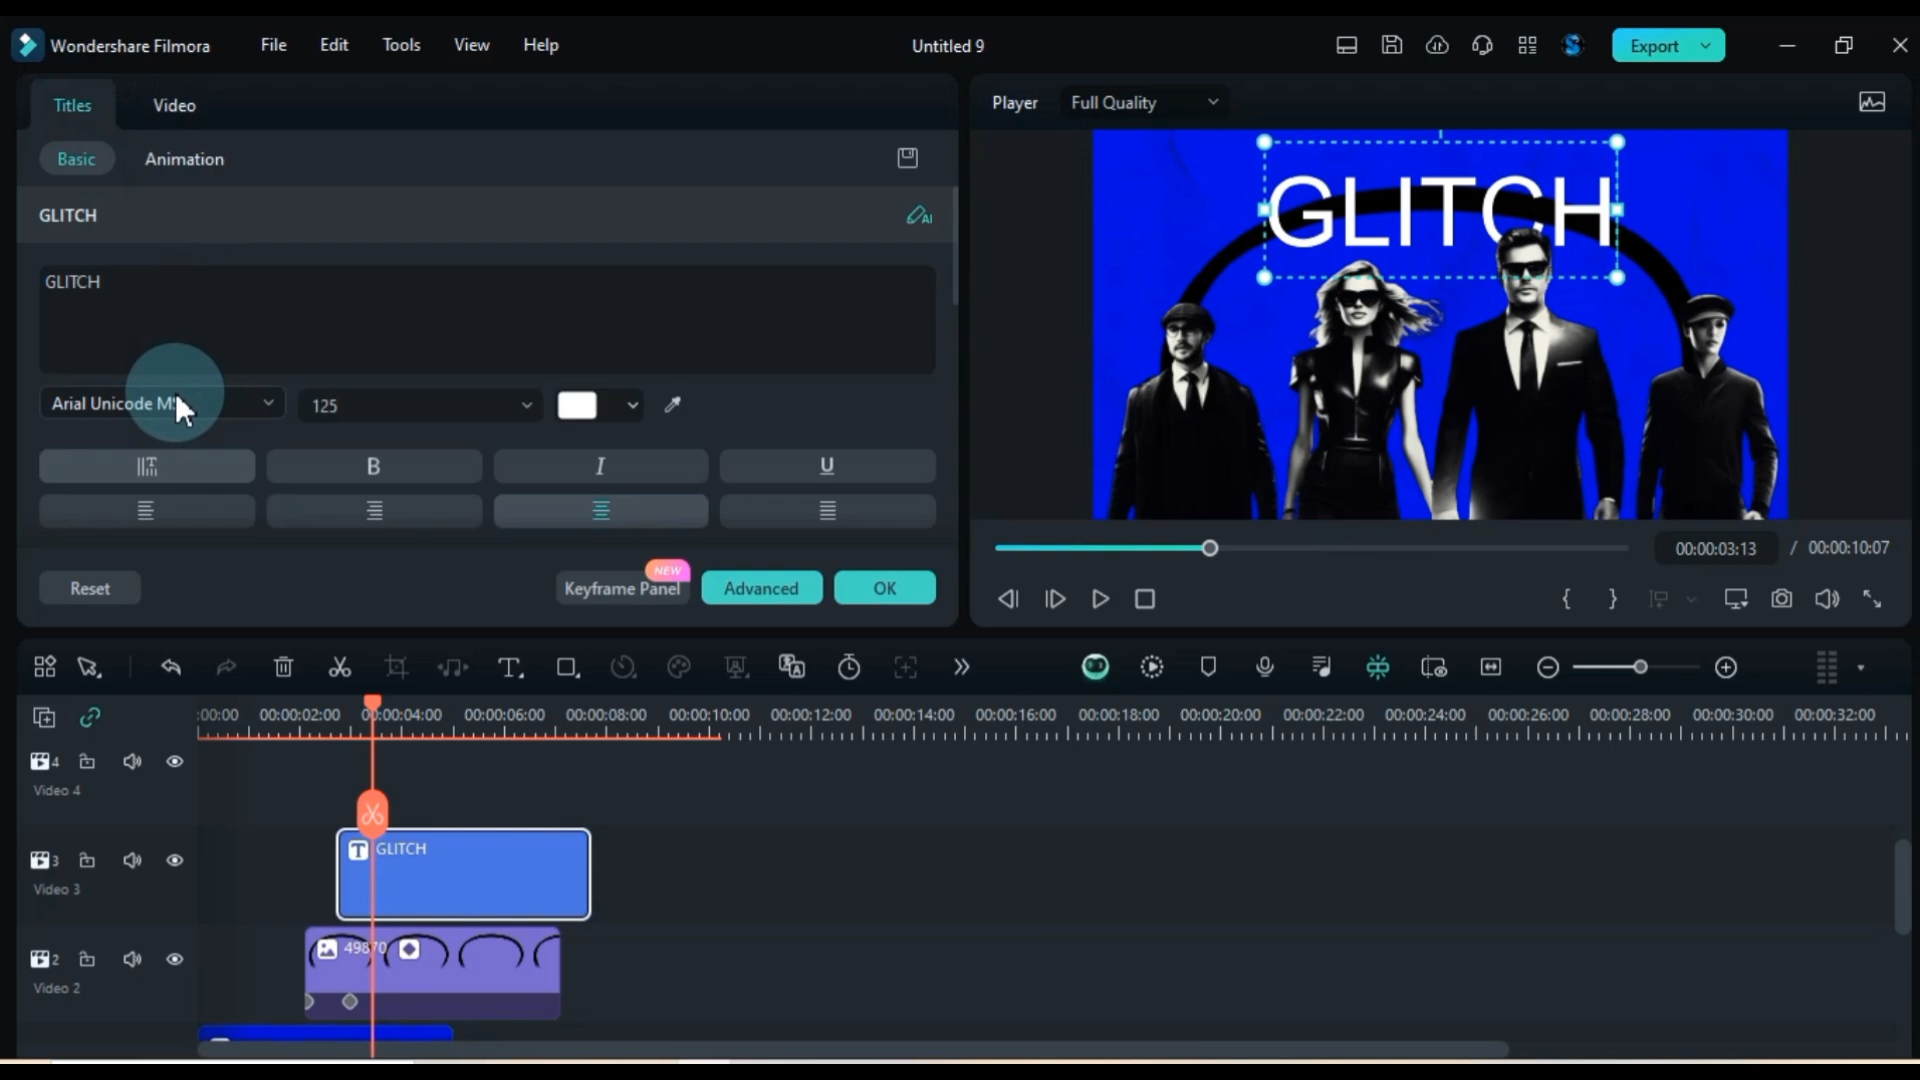 Wondershare Filmora File Edit Tools View Help Untitled 9 Export
Titles Video
Player Full Quality
Basic Animation
GLITCH
AI
GLITCH
GLITCH
Arial Unicode 125
B I U
NEW
Reset Keyframe Panel Advanced OK
00:00:03:13 / 00:00:10:07
:00:00 00:00:02:00 00:00:04:00 00:00:06:00 00:00:08:00 00:00:10:00 00:00:12:00 00:00:14:00 00:00:16:00 00:00:18:00 00:00:20:00 00:00:22:00 00:00:24:00 00:00:26:00 00:00:28:00 00:00:30:00 00:00:32:00
4
Video 4
T GLITCH
3
Video 3
2
Video 2